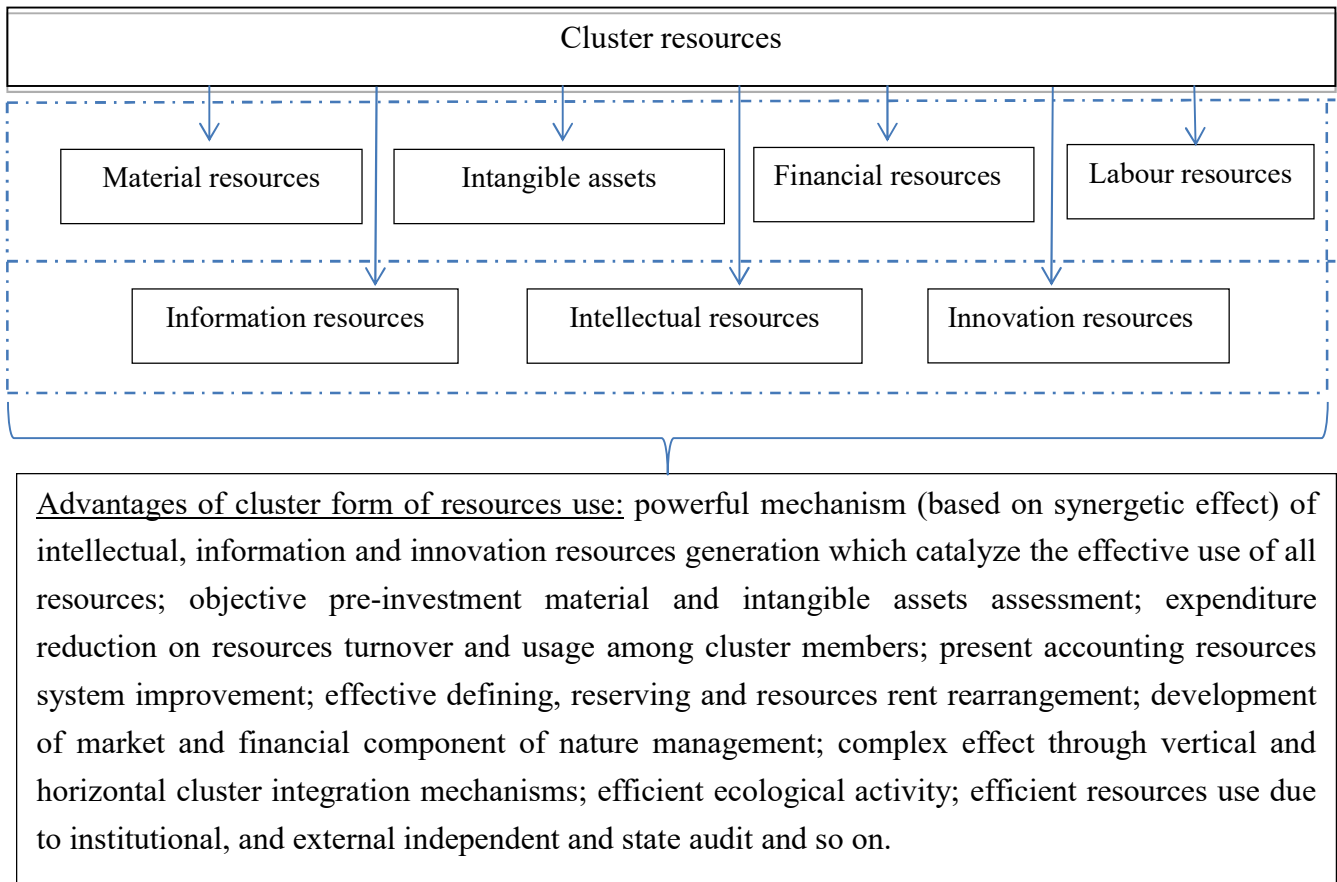 Cluster resources
Material resources
Intangible assets
Financial resources
Labour resources
Information resources
Intellectual resources
Innovation resources
Advantages of cluster form of resources use: powerful mechanism (based on synergetic effect) of
intellectual, information and innovation resources generation which catalyze the effective use of all
resources; objective pre-investment material and intangible assets assessment; expenditure
reduction on resources turnover and usage among cluster members; present accounting resources
system improvement; effective defining, reserving and resources rent rearrangement; development
of market and financial component of nature management; complex effect through vertical and
horizontal cluster integration mechanisms; efficient ecological activity; efficient resources use due
to institutional, and external independent and state audit and so on.